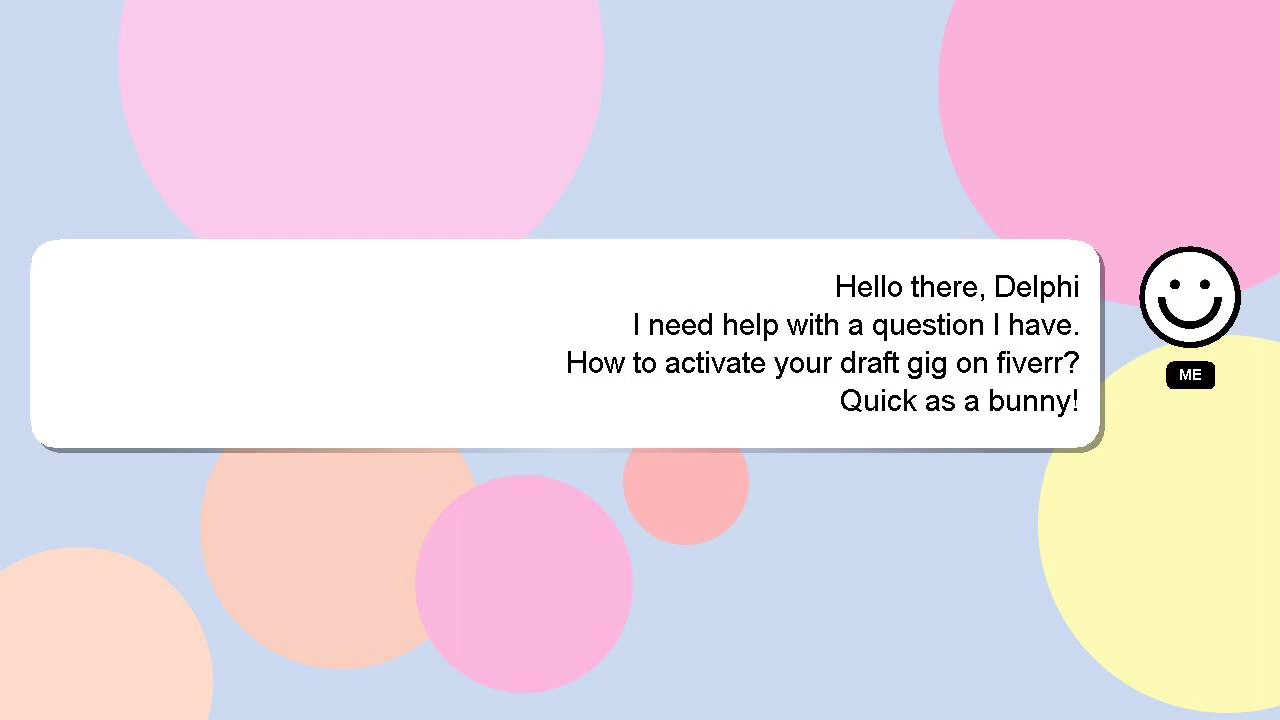 Hello there, Delphi
I need help with a question I have.
How to activate your draft gig on fiverr?
Quick as a bunny!
ME